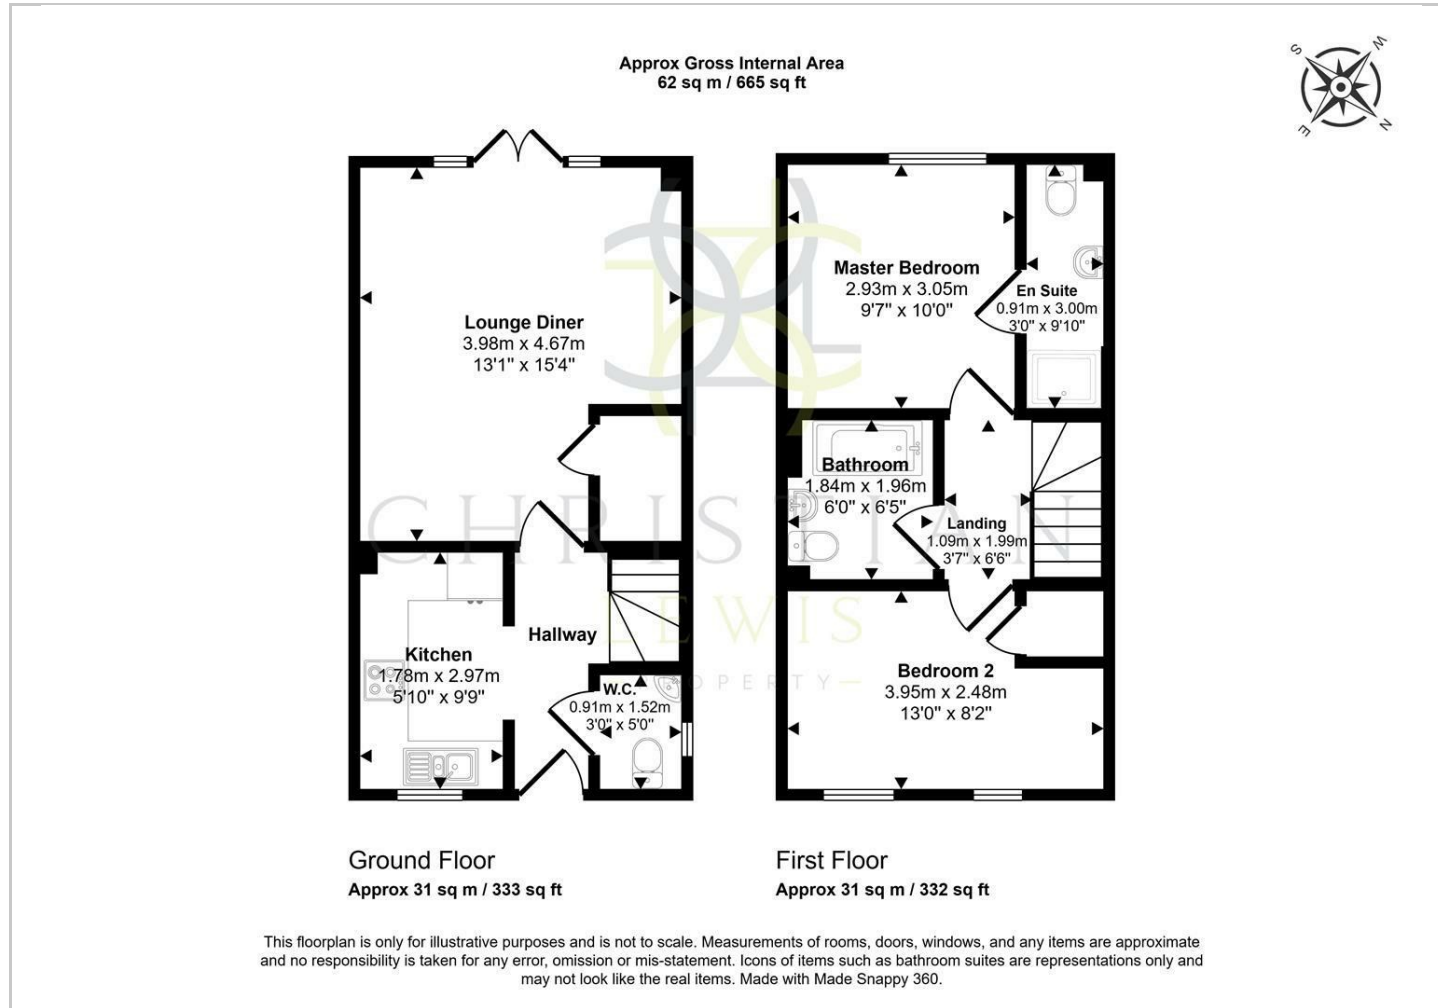 Approx Gross Internal Area
62 sq m / 665 sq ft
S
W
E
N
Lounge Diner
3.98m x 4.67m
13'1" x 15'4"
Kitchen
1.78m x 2.97m
5'10" x 9'9"
Hallway
W.C.
0.91m x 1.52m
3'0" x 5'0"
Master Bedroom
2.93m x 3.05m
9'7" x 10'0"
En Suite
0.91m x 3.00m
3'0" x 9'10"
Bathroom
1.84m x 1.96m
6'0" x 6'5"
Landing
1.09m x 1.99m
3'7" x 6'6"
Bedroom 2
3.95m x 2.48m
13'0" x 8'2"
CHRISTIAN
LEWIS
PROPERTY
Ground Floor
Approx 31 sq m / 333 sq ft
First Floor
Approx 31 sq m / 332 sq ft
This floorplan is only for illustrative purposes and is not to scale. Measurements of rooms, doors, windows, and any items are approximate
and no responsibility is taken for any error, omission or mis-statement. Icons of items such as bathroom suites are representations only and
may not look like the real items. Made with Made Snappy 360.